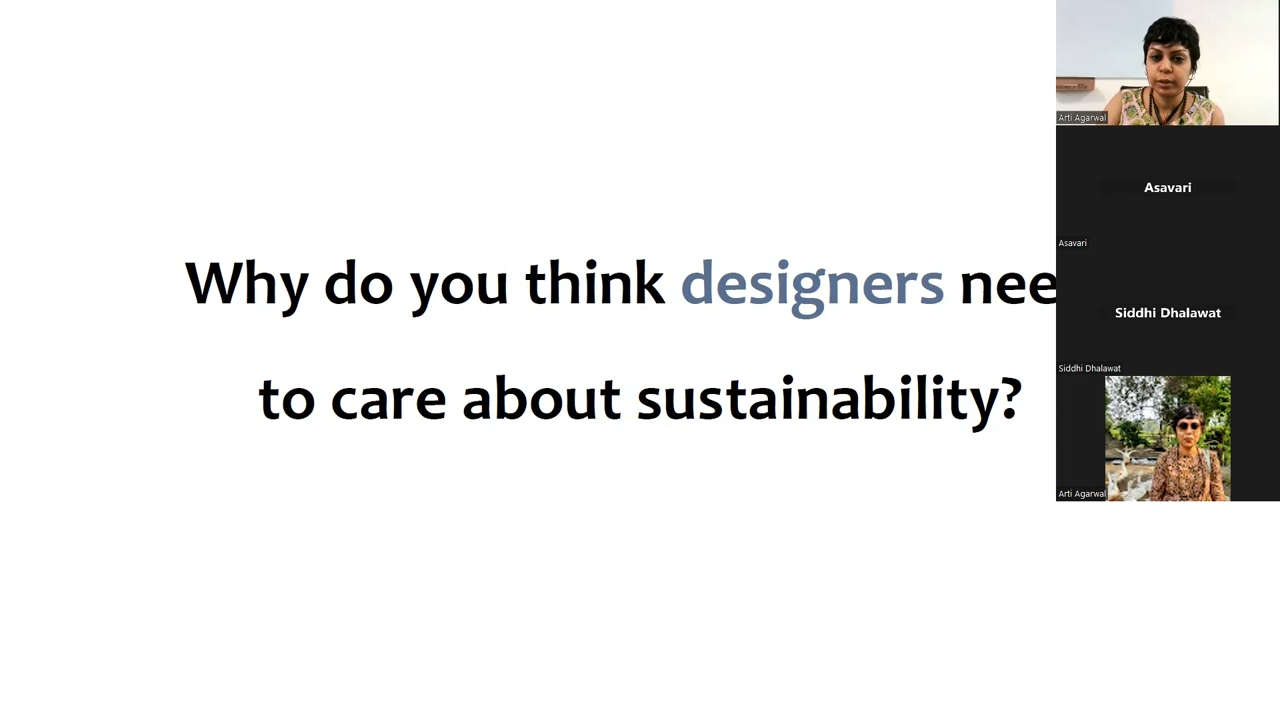 Why do you think designers nee
to care about sustainability?
Arti Agarwal
Asavari
Asavari
Siddhi Dhalawat
Siddhi Dhalawat
Arti Agarwal